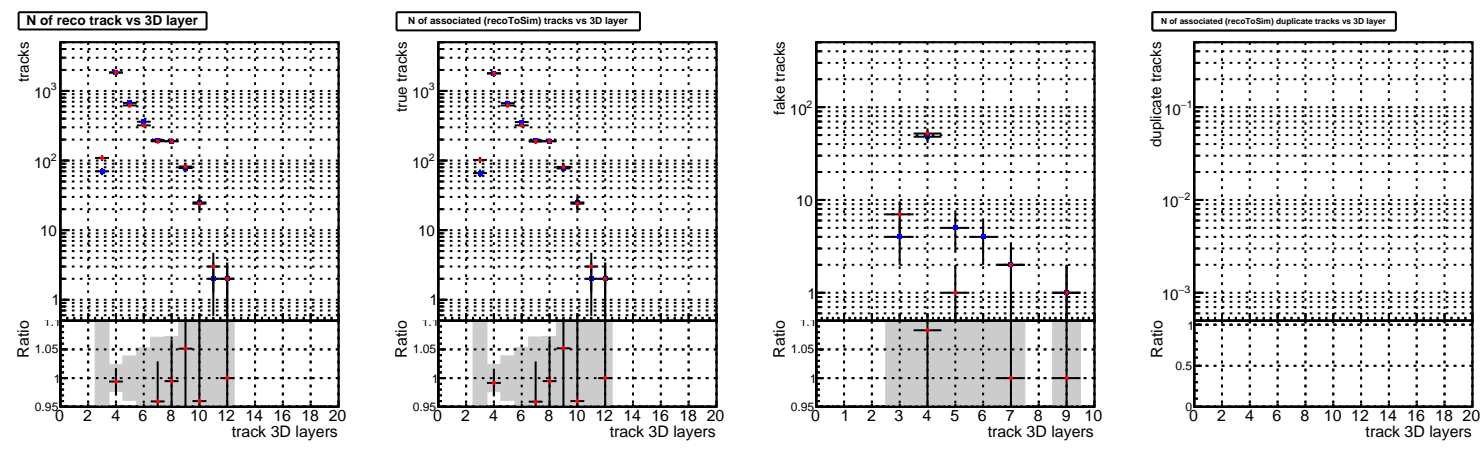 N of reco track vs 3D layer
tracks
10³
10²
10
1
Ratio
1.1
1.05
1
0.95
0 2 4 6 8 10 12 14 16 18 20
track 3D layers
N of associated (recoToSim) tracks vs 3D layer
true tracks
10³
10²
10
1
Ratio
1.1
1.05
1
0.95
0 2 4 6 8 10 12 14 16 18 20
track 3D layers
fake tracks
10²
10
1
Ratio
1.1
1.05
1
0.95
0 1 2 3 4 5 6 7 8 9 10
track 3D layers
N of associated (recoToSim) duplicate tracks vs 3D layer
duplicate tracks
10⁻¹
10⁻²
10⁻³
Ratio
1
0.5
0
0 2 4 6 8 10 12 14 16 18 20
track 3D layers